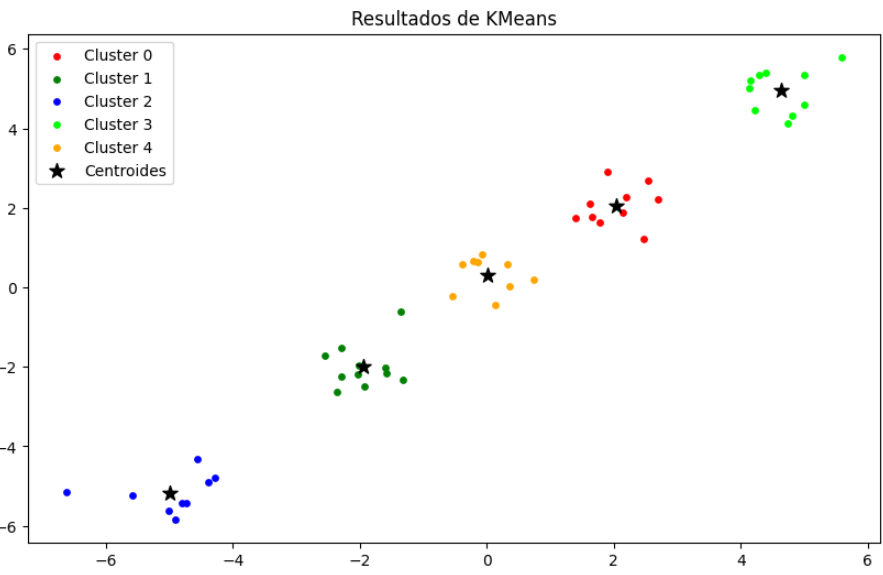 Resultados de KMeans
Cluster 0
Cluster 1
Cluster 2
Cluster 3
Cluster 4
Centroides
6
4
2
0
−2
−4
−6
−6 −4 −2 0 2 4 6